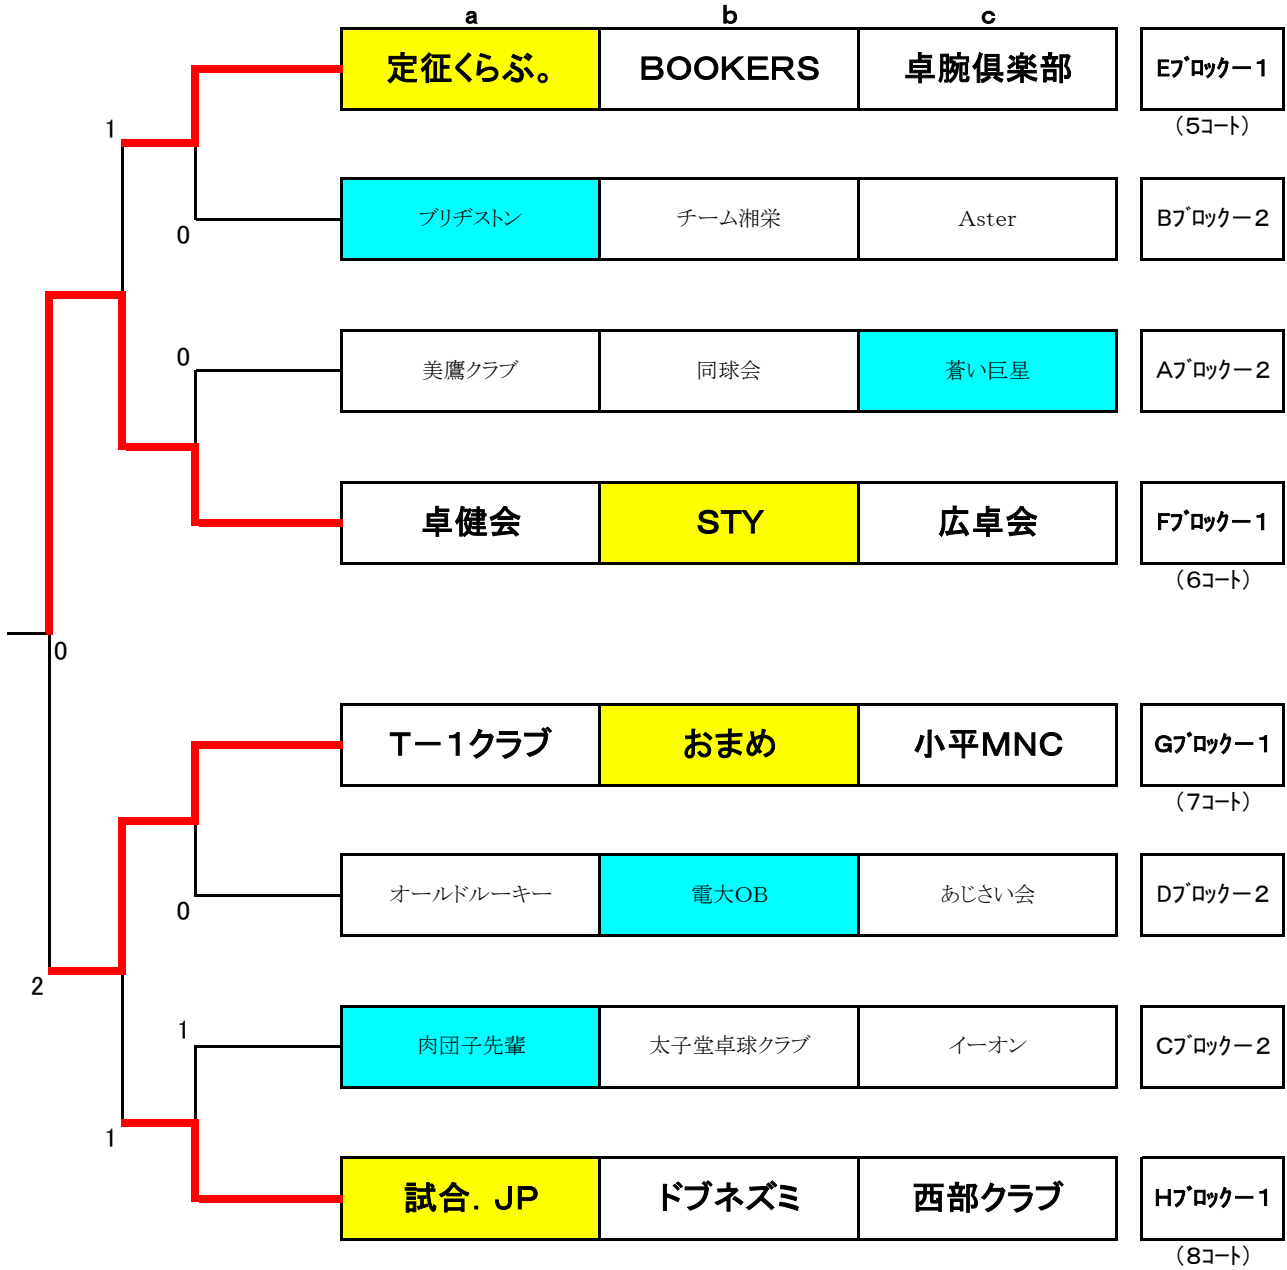 a b c
定征くらぶ。 BOOKERS 卓腕俱楽部 Eﾌﾞﾛｯｸー1
（5ｺｰﾄ）
1
ブリヂストン チーム湘栄 Aster Bﾌﾞﾛｯｸー2
0
0
美鷹クラブ 同球会 蒼い巨星 Aﾌﾞﾛｯｸー2
卓健会 STY 広卓会 Fﾌﾞﾛｯｸー1
（6ｺｰﾄ）
0
T－1クラブ おまめ 小平MNC Gﾌﾞﾛｯｸー1
（7ｺｰﾄ）
オールドルーキー 電大OB あじさい会 Dﾌﾞﾛｯｸー2
0
2
1
肉団子先輩 太子堂卓球クラブ イーオン Cﾌﾞﾛｯｸー2
1
試合．JP ドブネズミ 西部クラブ Hﾌﾞﾛｯｸー1
（8ｺｰﾄ）